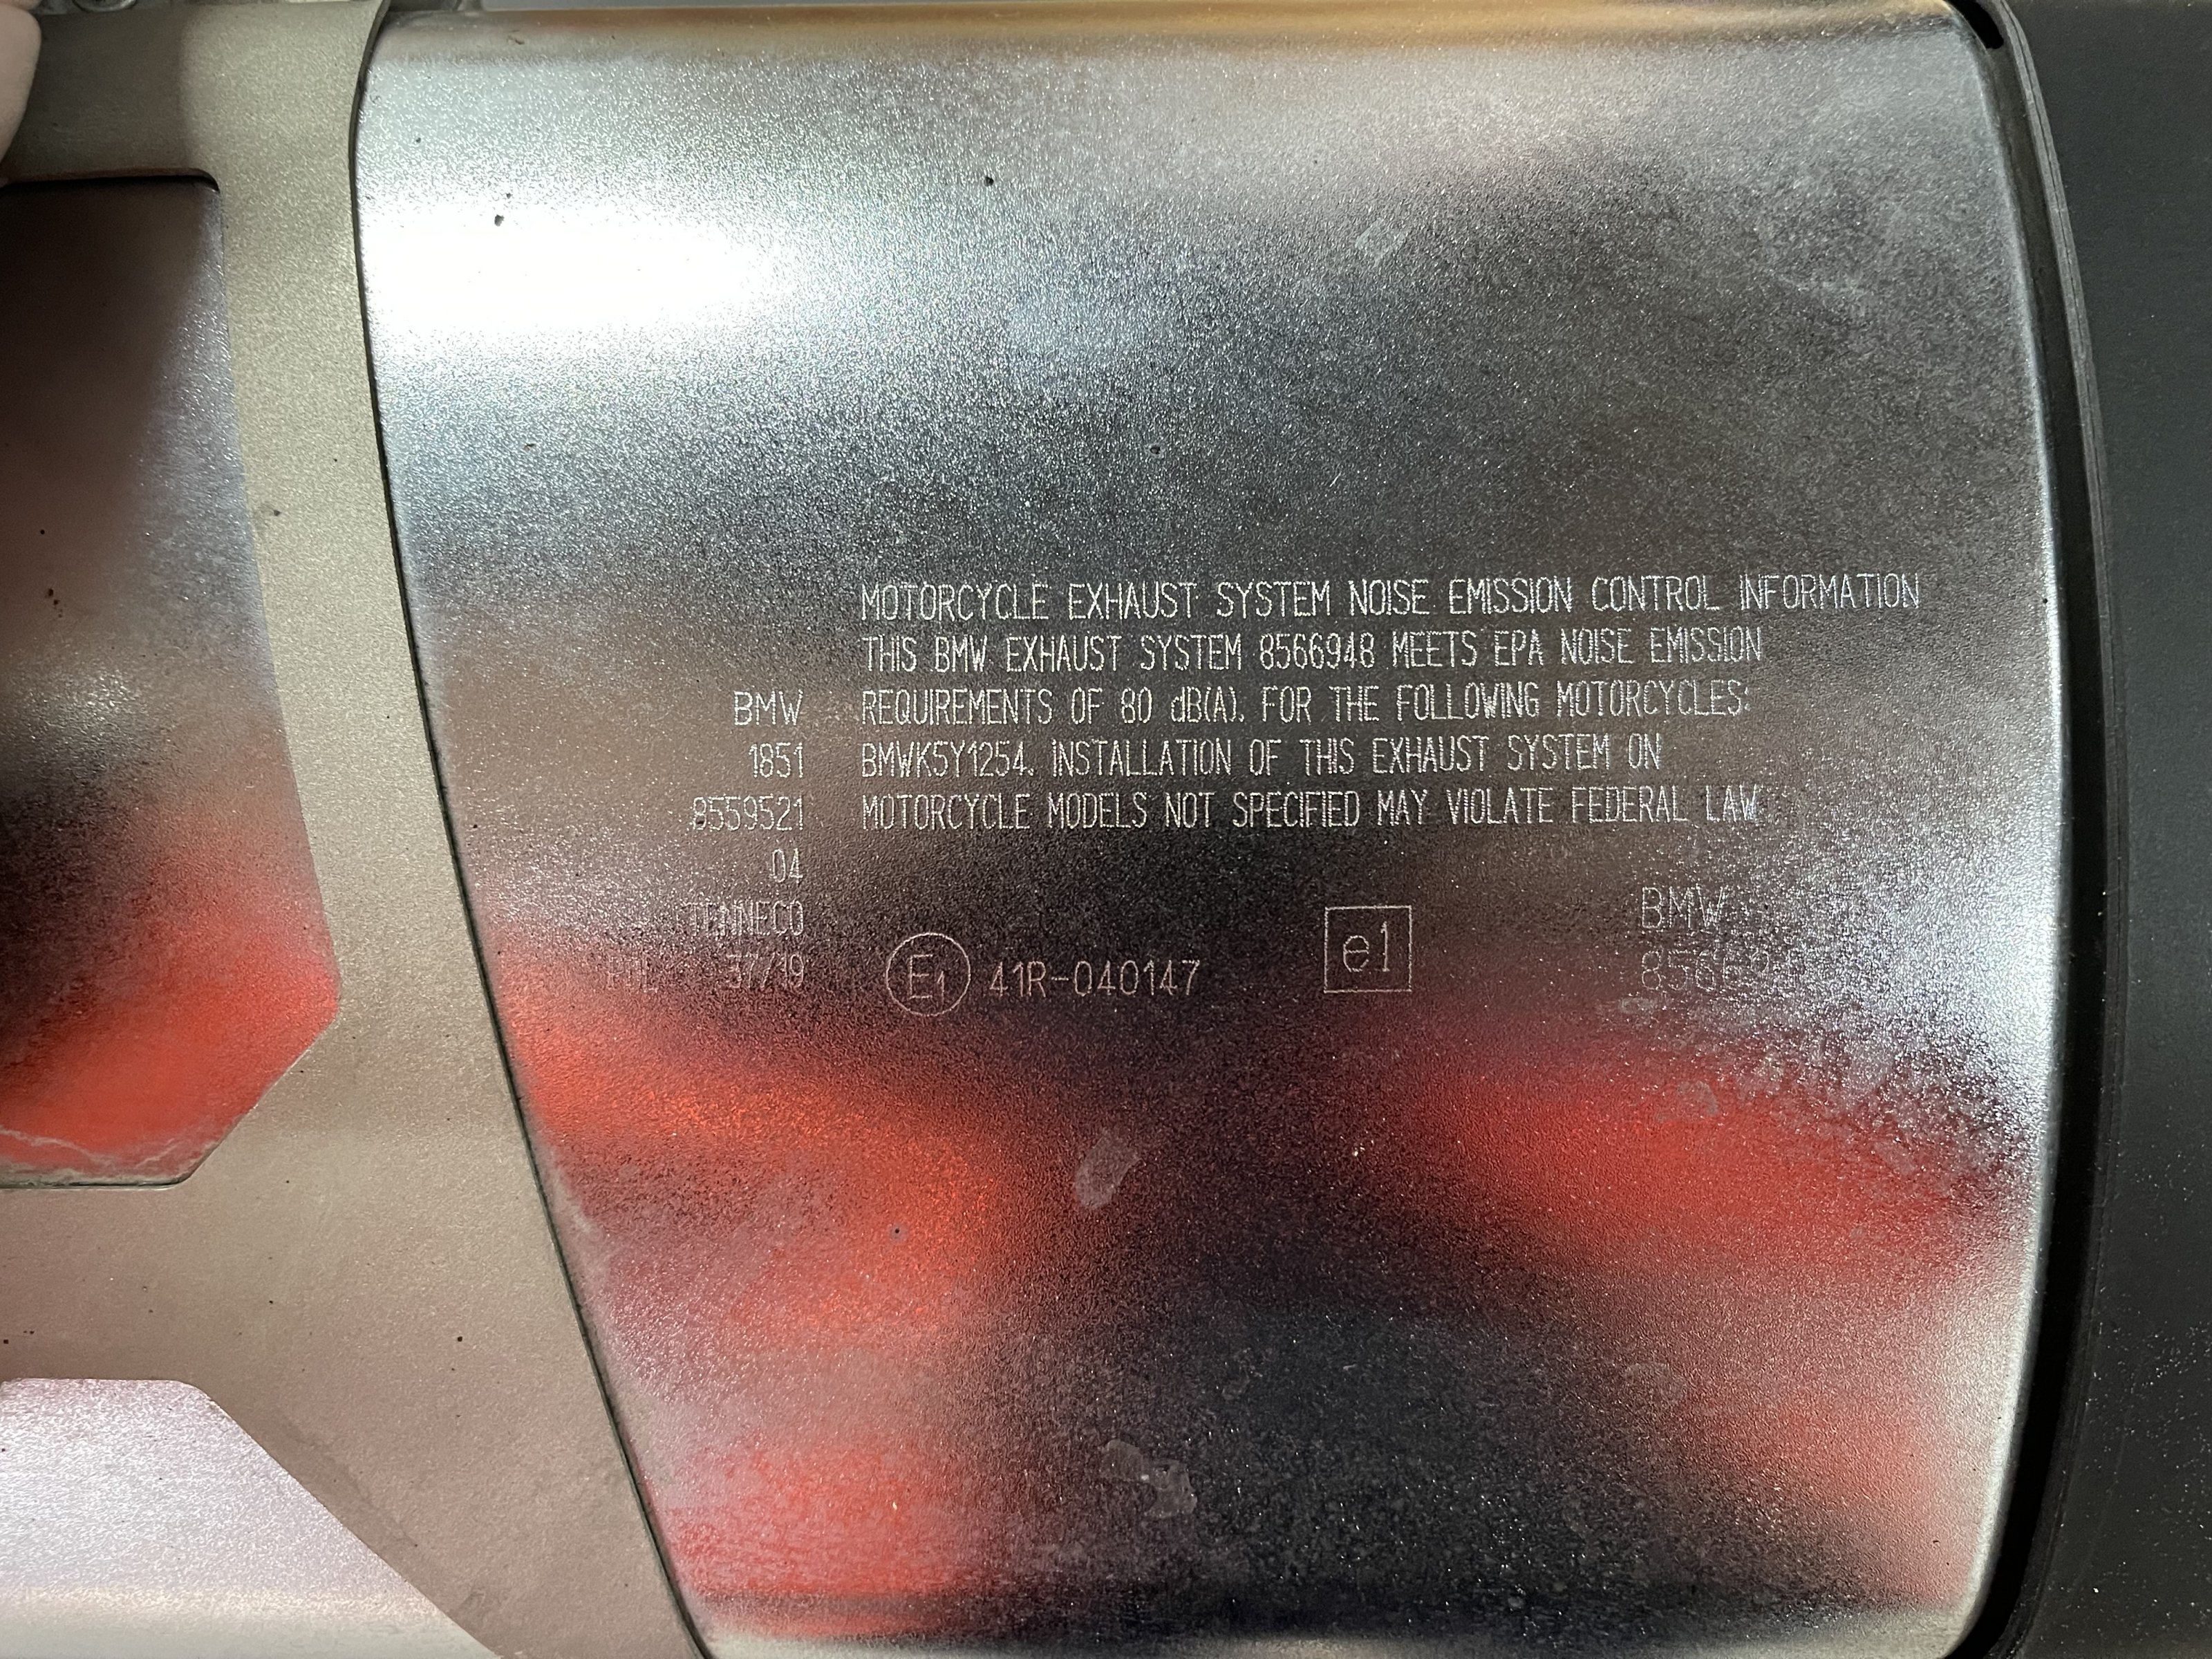 MOTORCYCLE EXHAUST SYSTEM NOISE EMISSION CONTROL INFORMATION
THIS BMW EXHAUST SYSTEM 8566948 MEETS EPA NOISE EMISSION
REQUIREMENTS OF 80 dB(A). FOR THE FOLLOWING MOTORCYCLES:
BMWK5Y1254. INSTALLATION OF THIS EXHAUST SYSTEM ON
MOTORCYCLE MODELS NOT SPECIFIED MAY VIOLATE FEDERAL LAW
BMW
1851
8559521
04
TENNECO
37/19
E1 41R-040147
e1
BMW